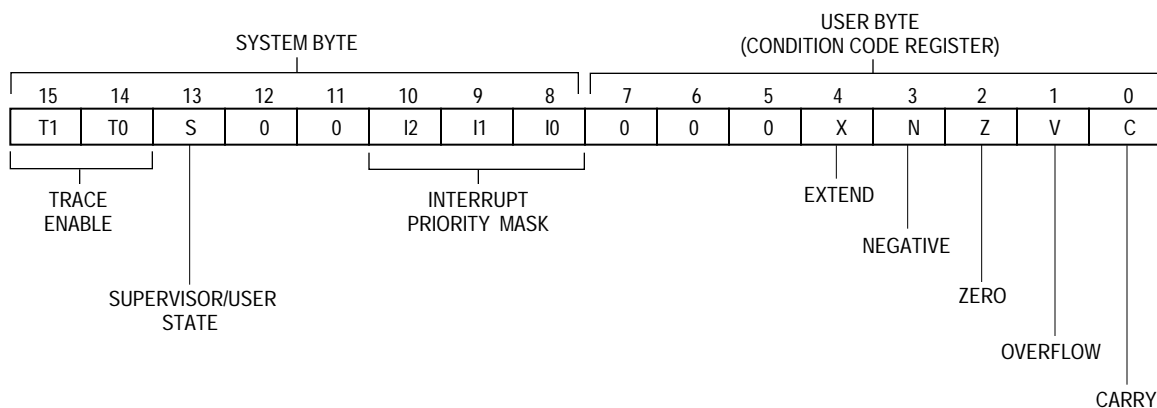 USER BYTE
SYSTEM BYTE (CONDITION CODE REGISTER)
15 14 13 12 11 10 9 8 7 6 5 4 3 2 1 0
T1 T0 S 0 0 I2 I1 I0 0 0 0 X N Z V C
TRACE INTERRUPT EXTEND
ENABLE PRIORITY MASK
NEGATIVE
SUPERVISOR/USER ZERO
STATE
OVERFLOW
CARRY